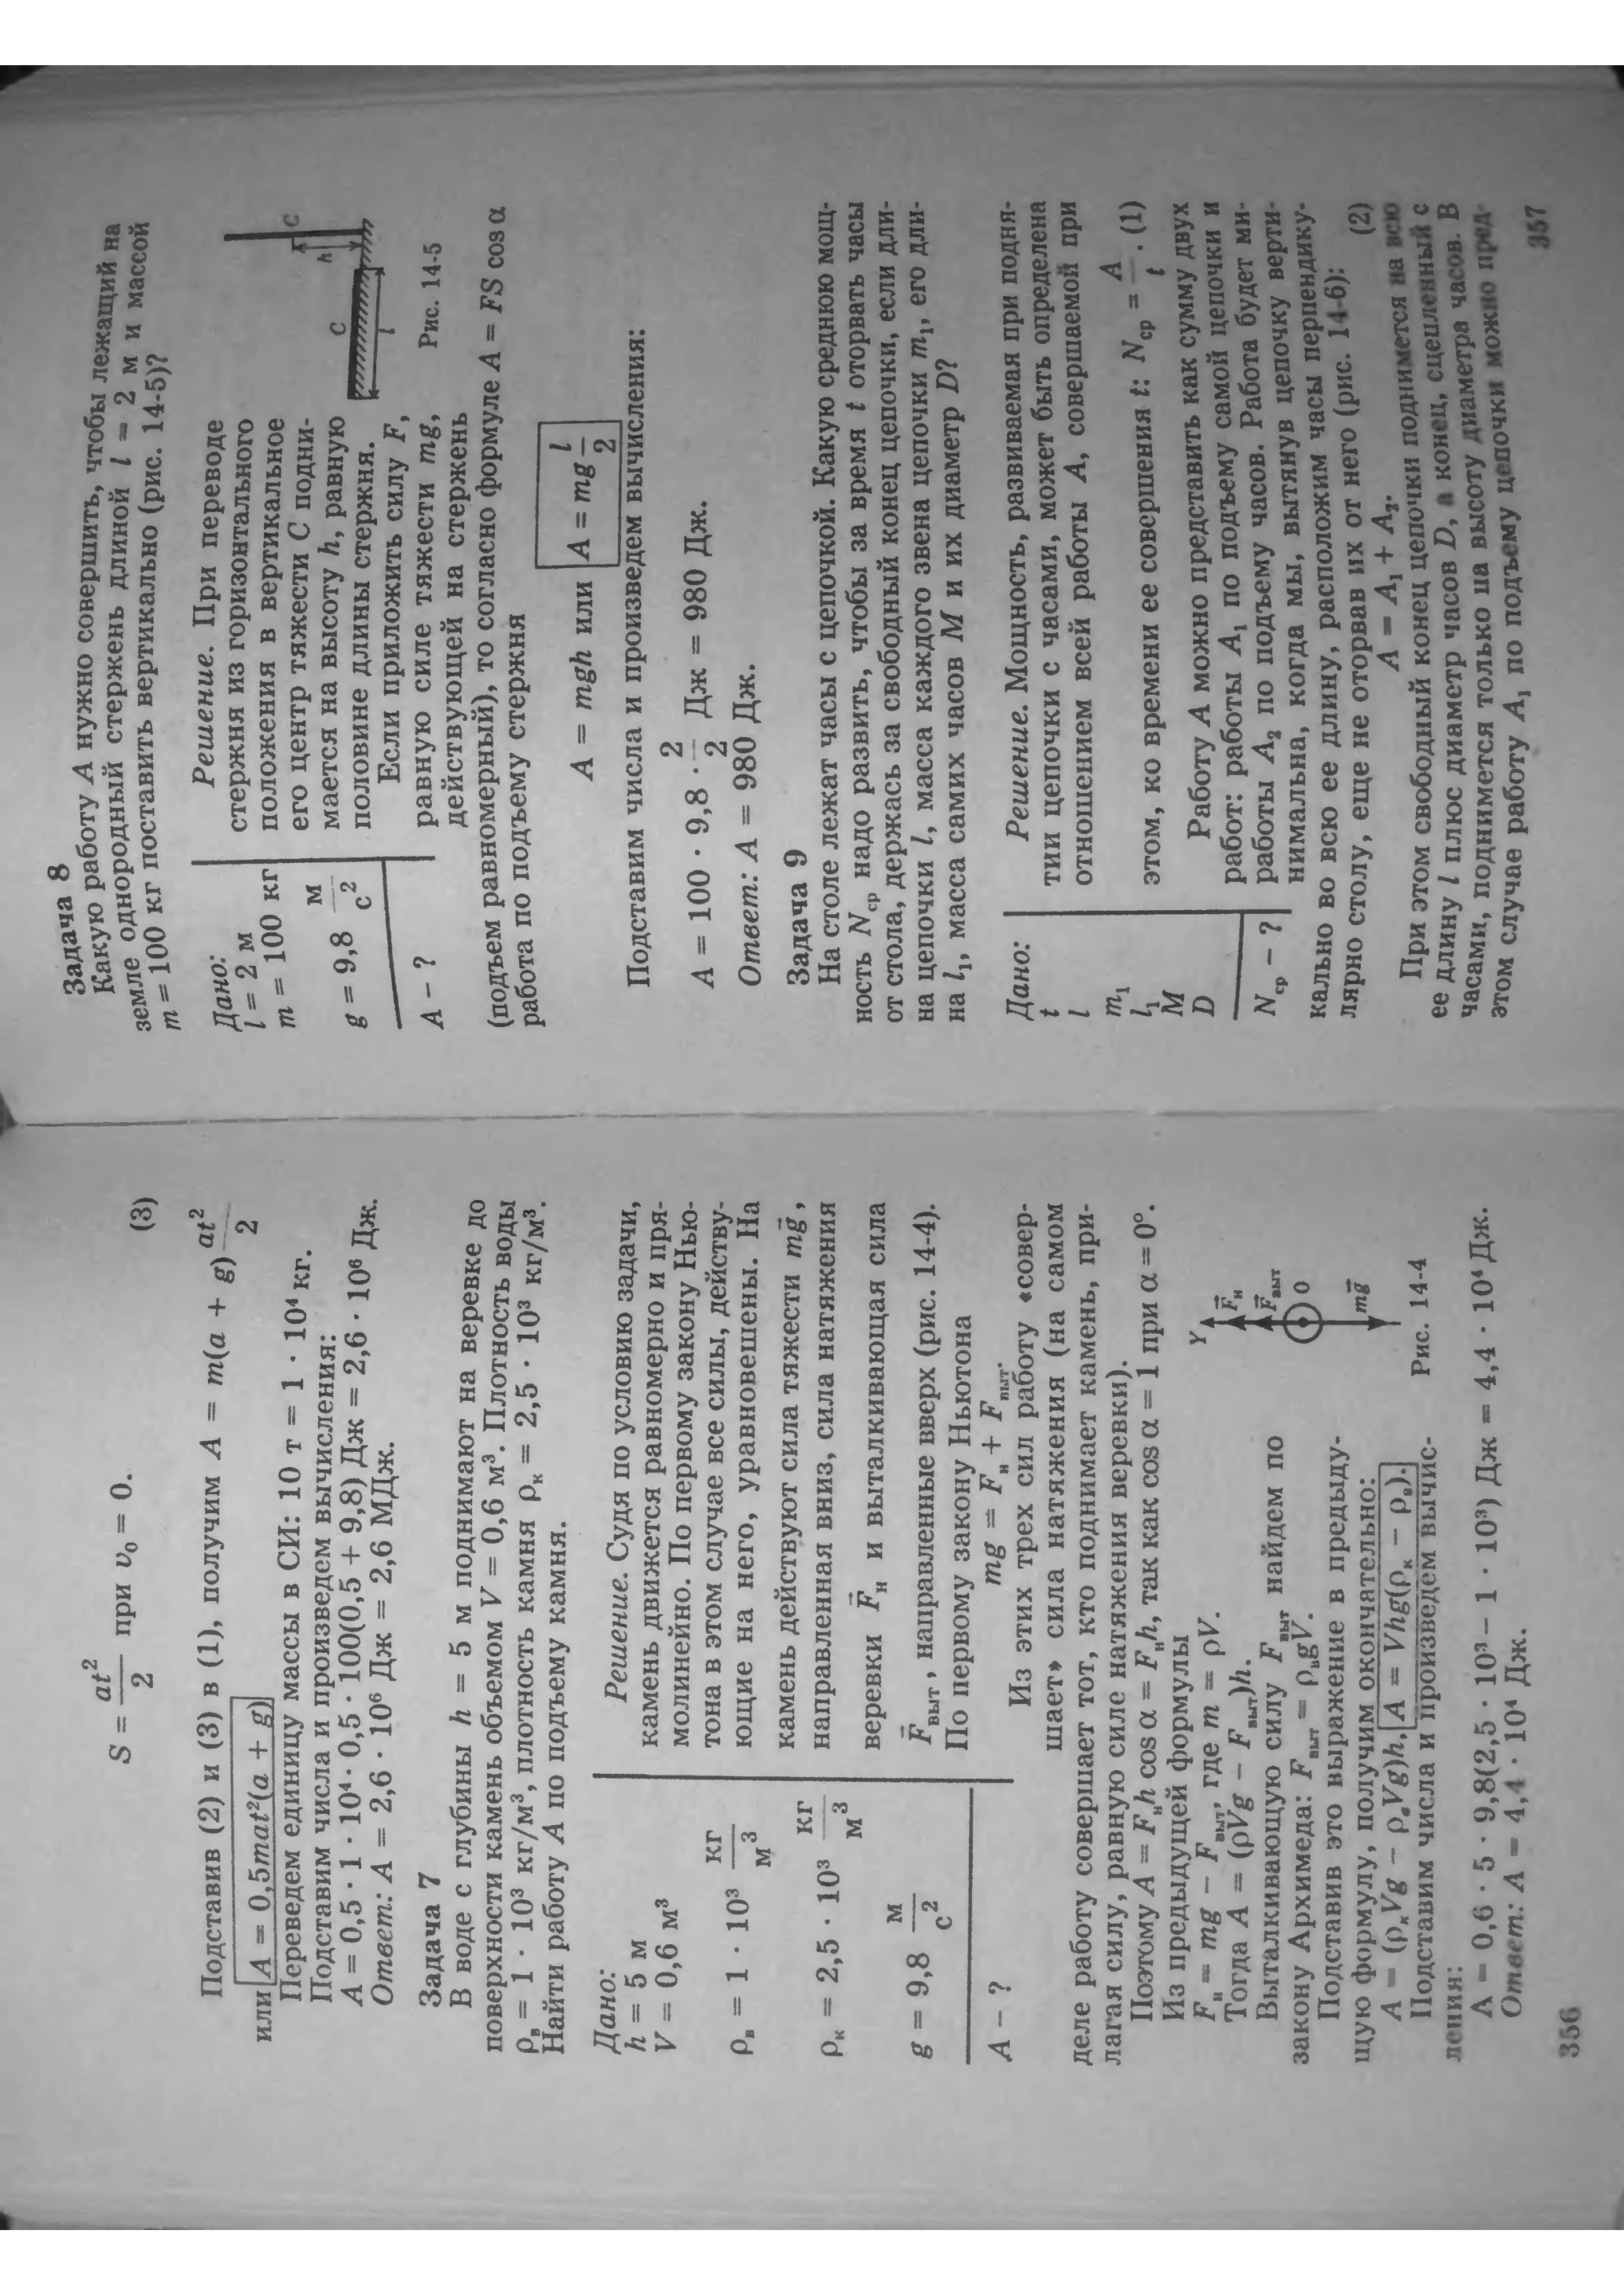 S = at²/2 при v₀ = 0. (3)
Подставив (2) и (3) в (1), получим A = m(a + g) at²/2
или A = 0,5mat²(a + g)
Переведем единицу массы в СИ: 10 т = 1 · 10⁴ кг.
Подставим числа и произведем вычисления:
A = 0,5 · 1 · 10⁴ · 0,5 · 100(0,5 + 9,8) Дж = 2,6 · 10⁶ Дж.
Ответ: A = 2,6 · 10⁶ Дж = 2,6 МДж.
Задача 7
В воде с глубины h = 5 м поднимают на веревке до
поверхности камень объемом V = 0,6 м³. Плотность воды
ρв = 1 · 10³ кг/м³, плотность камня ρк = 2,5 · 10³ кг/м³.
Найти работу A по подъему камня.
Дано:
h = 5 м
V = 0,6 м³
ρв = 1 · 10³ кг/м³
ρк = 2,5 · 10³ кг/м³
g = 9,8 м/с²
A – ?
Решение. Судя по условию задачи,
камень движется равномерно и пря-
молинейно. По первому закону Нью-
тона в этом случае все силы, действу-
ющие на него, уравновешены. На
камень действуют сила тяжести mg⃗,
направленная вниз, сила натяжения
веревки F⃗н и выталкивающая сила
F⃗выт, направленные вверх (рис. 14-4).
По первому закону Ньютона
mg = Fн + Fвыт.
Из этих трех сил работу «совер-
шает» сила натяжения (на самом
деле работу совершает тот, кто поднимает камень, при-
лагая силу, равную силе натяжения веревки).
Поэтому A = Fнh cos α = Fнh, так как cos α = 1 при α = 0°.
Из предыдущей формулы
Fн = mg – Fвыт, где m = ρV.
Тогда A = (ρVg – Fвыт)h.
Выталкивающую силу Fвыт найдем по
закону Архимеда: Fвыт = ρвgV.
Подставив это выражение в предыду-
щую формулу, получим окончательно:
A = (ρкVg – ρвVg)h, A = Vhg(ρк – ρв).
Подставим числа и произведем вычис-
ления:
Y
F⃗н
F⃗выт
0
mg⃗
Рис. 14-4
A = 0,6 · 5 · 9,8(2,5 · 10³ – 1 · 10³) Дж = 4,4 · 10⁴ Дж.
Ответ: A = 4,4 · 10⁴ Дж.
356
Задача 8
Какую работу A нужно совершить, чтобы лежащий на
земле однородный стержень длиной l = 2 м и массой
m = 100 кг поставить вертикально (рис. 14-5)?
Дано:
l = 2 м
m = 100 кг
g = 9,8 м/с²
A – ?
Решение. При переводе
стержня из горизонтального
положения в вертикальное
его центр тяжести C подни-
мается на высоту h, равную
половине длины стержня.
Если приложить силу F,
равную силе тяжести mg,
действующей на стержень
C
h
C
l
Рис. 14-5
(подъем равномерный), то согласно формуле A = FS cos α
работа по подъему стержня
A = mgh или A = mg l/2
Подставим числа и произведем вычисления:
A = 100 · 9,8 · 2/2 Дж = 980 Дж.
Ответ: A = 980 Дж.
Задача 9
На столе лежат часы с цепочкой. Какую среднюю мощ-
ность Nср надо развить, чтобы за время t оторвать часы
от стола, держась за свободный конец цепочки, если дли-
на цепочки l, масса каждого звена цепочки m₁, его дли-
на l₁, масса самих часов M и их диаметр D?
Дано:
t
l
m₁
l₁
M
D
Nср – ?
Решение. Мощность, развиваемая при подня-
тии цепочки с часами, может быть определена
отношением всей работы A, совершаемой при
этом, ко времени ее совершения t: Nср = A/t. (1)
Работу A можно представить как сумму двух
работ: работы A₁ по подъему самой цепочки и
работы A₂ по подъему часов. Работа будет ми-
нимальна, когда мы, вытянув цепочку верти-
кально во всю ее длину, расположим часы перпендику-
лярно столу, еще не оторвав их от него (рис. 14-6):
A = A₁ + A₂. (2)
При этом свободный конец цепочки поднимется на всю
ее длину l плюс диаметр часов D, а конец, сцепленный с
часами, поднимется только на высоту диаметра часов. В
этом случае работу A₁ по подъему цепочки можно пред-
357